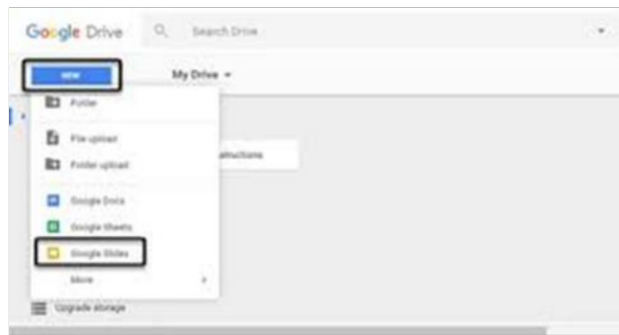 Google Drive
Search Drive
NEW
My Drive
Folder
File upload
Folder upload
Google Docs
Google Sheets
Google Slides
More
Upgrade storage